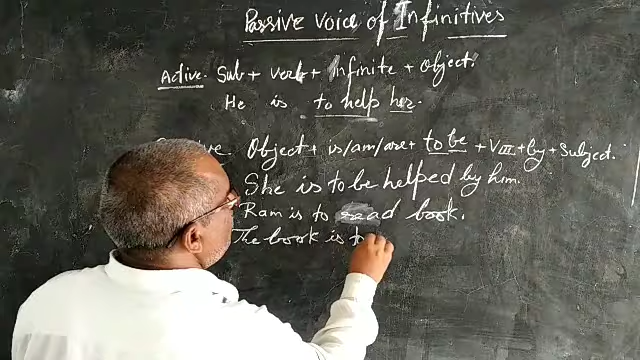 Passive voice of Infinitives
Active. Sub + verb + Infinite + object.
He is to help her.
Object + is/am/are + to be + VIII + by + Subject.
She is to be helped by him.
Ram is to read book.
The book is to